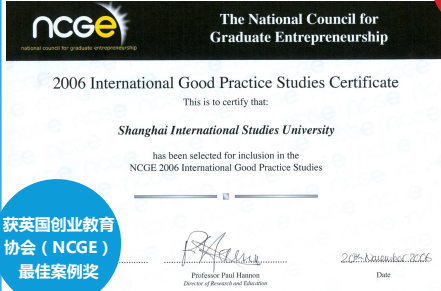 ncge
national council for graduate entrepreneurship
The National Council for
Graduate Entrepreneurship
2006 International Good Practice Studies Certificate
This is to certify that:
Shanghai International Studies University
has been selected for inclusion in the
NCGE 2006 International Good Practice Studies
获英国创业教育
协会（NCGE）
最佳案例奖
20th November 2006
Professor Paul Hannon
Director of Research and Education
Date